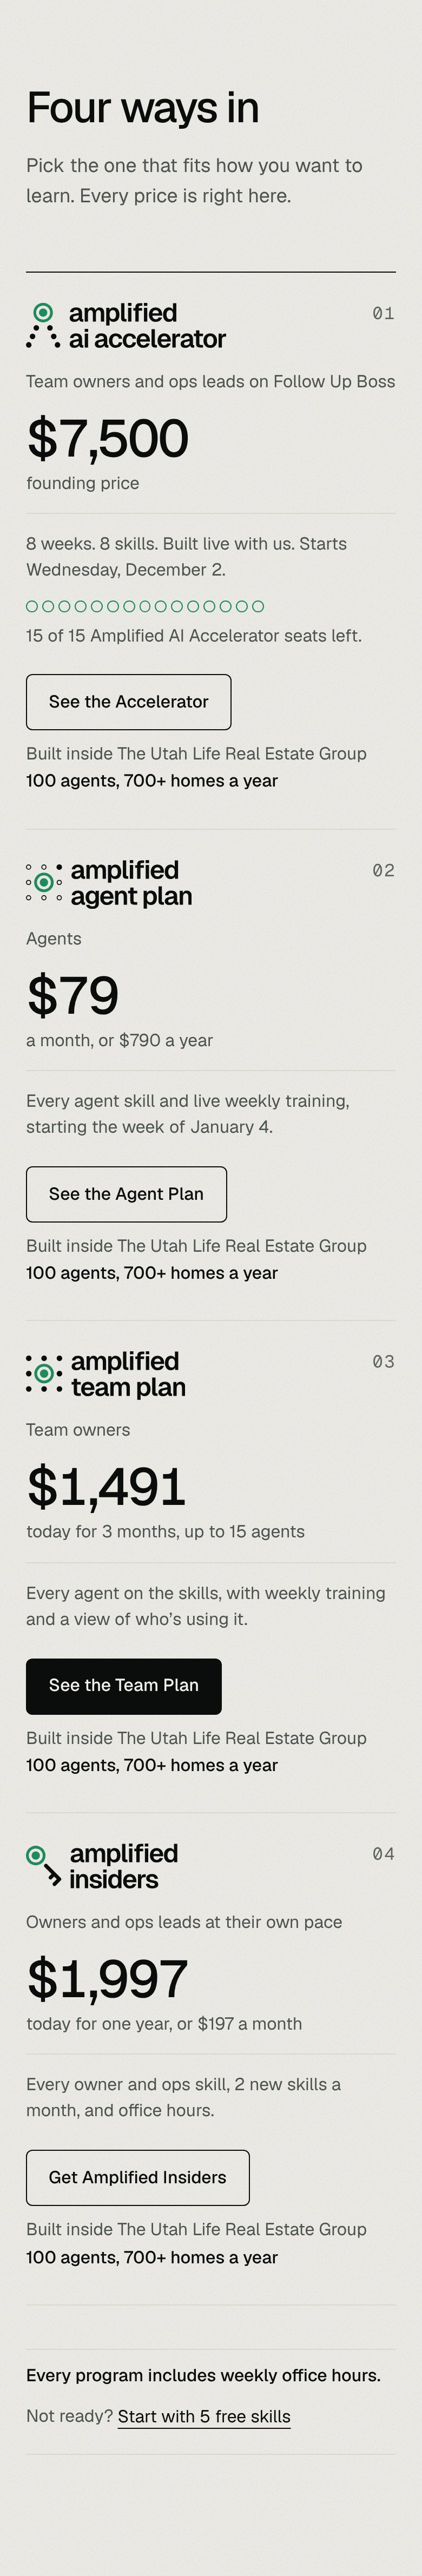 Four ways in
Pick the one that fits how you want to
learn. Every price is right here.
amplified
ai accelerator
01
Team owners and ops leads on Follow Up Boss
$7,500
founding price
8 weeks. 8 skills. Built live with us. Starts
Wednesday, December 2.
15 of 15 Amplified AI Accelerator seats left.
See the Accelerator
Built inside The Utah Life Real Estate Group
100 agents, 700+ homes a year
amplified
agent plan
02
Agents
$79
a month, or $790 a year
Every agent skill and live weekly training,
starting the week of January 4.
See the Agent Plan
Built inside The Utah Life Real Estate Group
100 agents, 700+ homes a year
amplified
team plan
03
Team owners
$1,491
today for 3 months, up to 15 agents
Every agent on the skills, with weekly training
and a view of who’s using it.
See the Team Plan
Built inside The Utah Life Real Estate Group
100 agents, 700+ homes a year
amplified
insiders
04
Owners and ops leads at their own pace
$1,997
today for one year, or $197 a month
Every owner and ops skill, 2 new skills a
month, and office hours.
Get Amplified Insiders
Built inside The Utah Life Real Estate Group
100 agents, 700+ homes a year
Every program includes weekly office hours.
Not ready? Start with 5 free skills